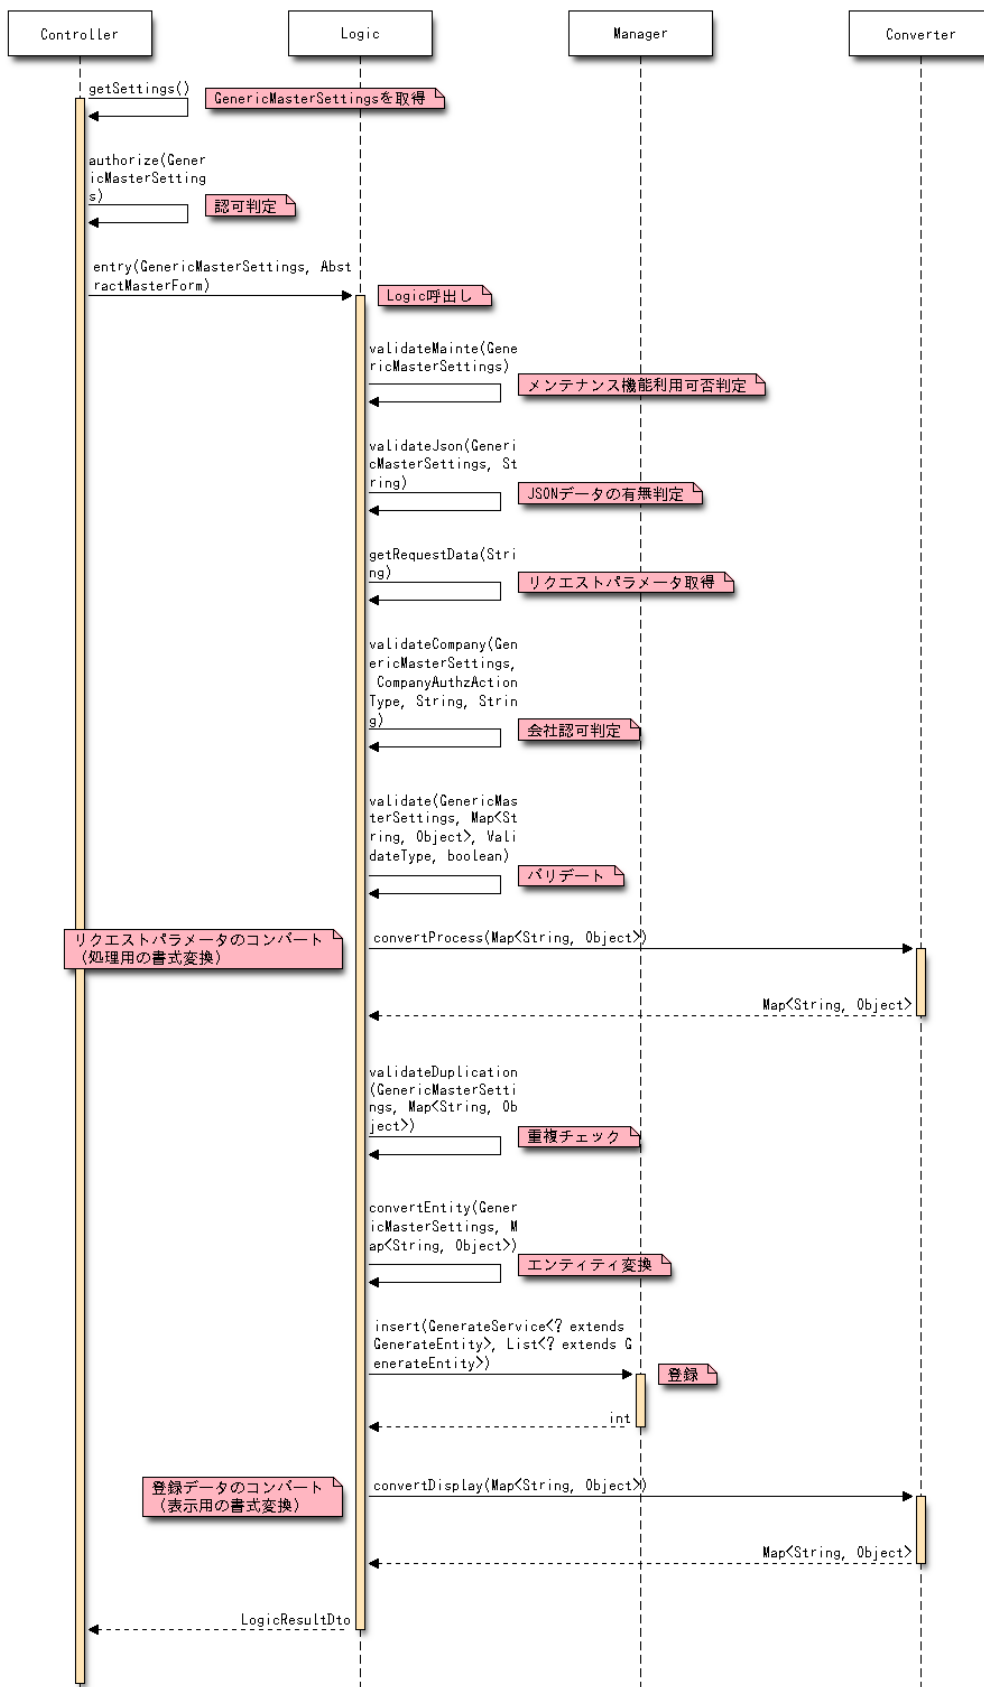 Controller
Logic
Manager
Converter
getSettings()
GenericMasterSettingsを取得
authorize(Gener
icMasterSetting
s)
認可判定
entry(GenericMasterSettings, Abst
ractMasterForm)
Logic呼出し
validateMainte(Gene
ricMasterSettings)
メンテナンス機能利用可否判定
validateJson(Generi
cMasterSettings, St
ring)
JSONデータの有無判定
getRequestData(Stri
ng)
リクエストパラメータ取得
validateCompany(Gen
ericMasterSettings,
CompanyAuthzAction
Type, String, Strin
g)
会社認可判定
validate(GenericMas
terSettings, Map<St
ring, Object>, Vali
dateType, boolean)
バリデート
リクエストパラメータのコンバート
（処理用の書式変換）
convertProcess(Map<String, Object>)
Map<String, Object>
validateDuplication
(GenericMasterSetti
ngs, Map<String, Ob
ject>)
重複チェック
convertEntity(Gener
icMasterSettings, M
ap<String, Object>)
エンティティ変換
insert(GenerateService<? extends
GenerateEntity>, List<? extends G
enerateEntity>)
登録
int
登録データのコンバート
（表示用の書式変換）
convertDisplay(Map<String, Object>)
Map<String, Object>
LogicResultDto